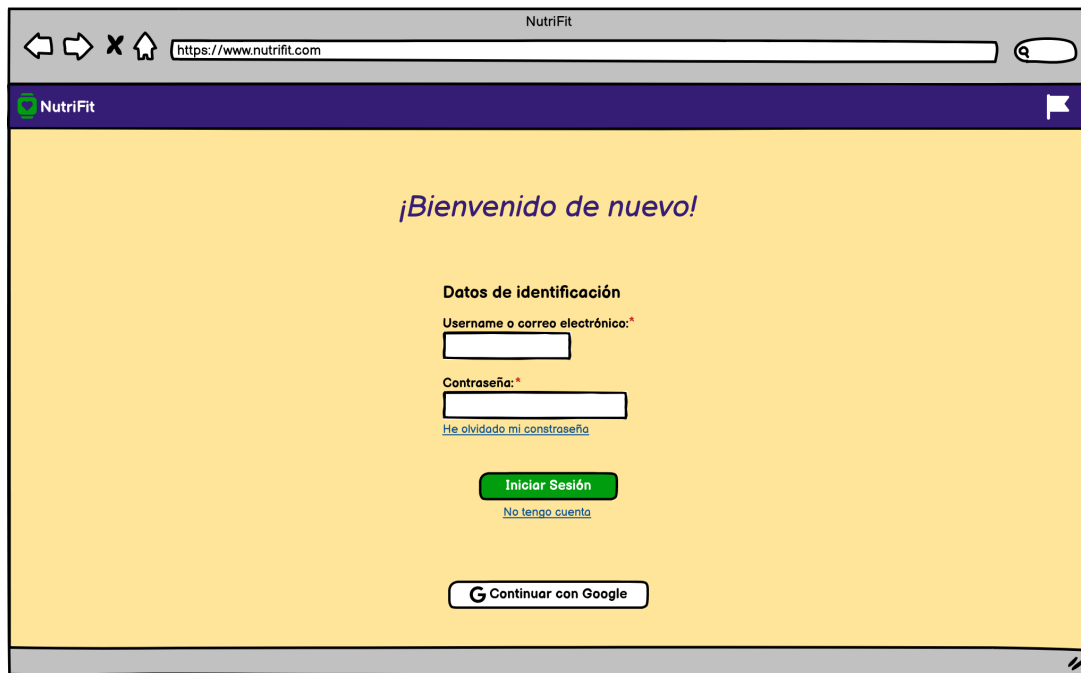 NutriFit
https://www.nutrifit.com
NutriFit
¡Bienvenido de nuevo!
Datos de identificación
Username o correo electrónico:*
Contraseña:*
He olvidado mi constraseña
Iniciar Sesión
No tengo cuenta
G Continuar con Google